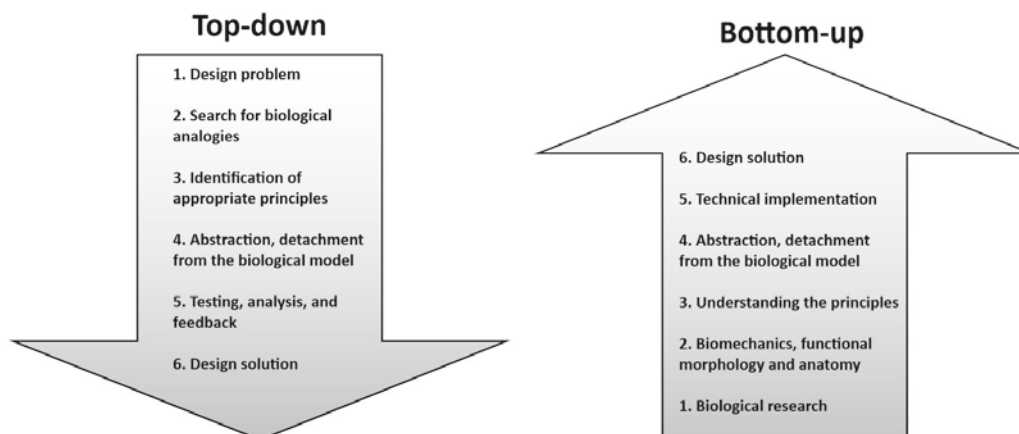 Top-down
1. Design problem
2. Search for biological
analogies
3. Identification of
appropriate principles
4. Abstraction, detachment
from the biological model
5. Testing, analysis, and
feedback
6. Design solution
Bottom-up
6. Design solution
5. Technical implementation
4. Abstraction, detachment
from the biological model
3. Understanding the principles
2. Biomechanics, functional
morphology and anatomy
1. Biological research